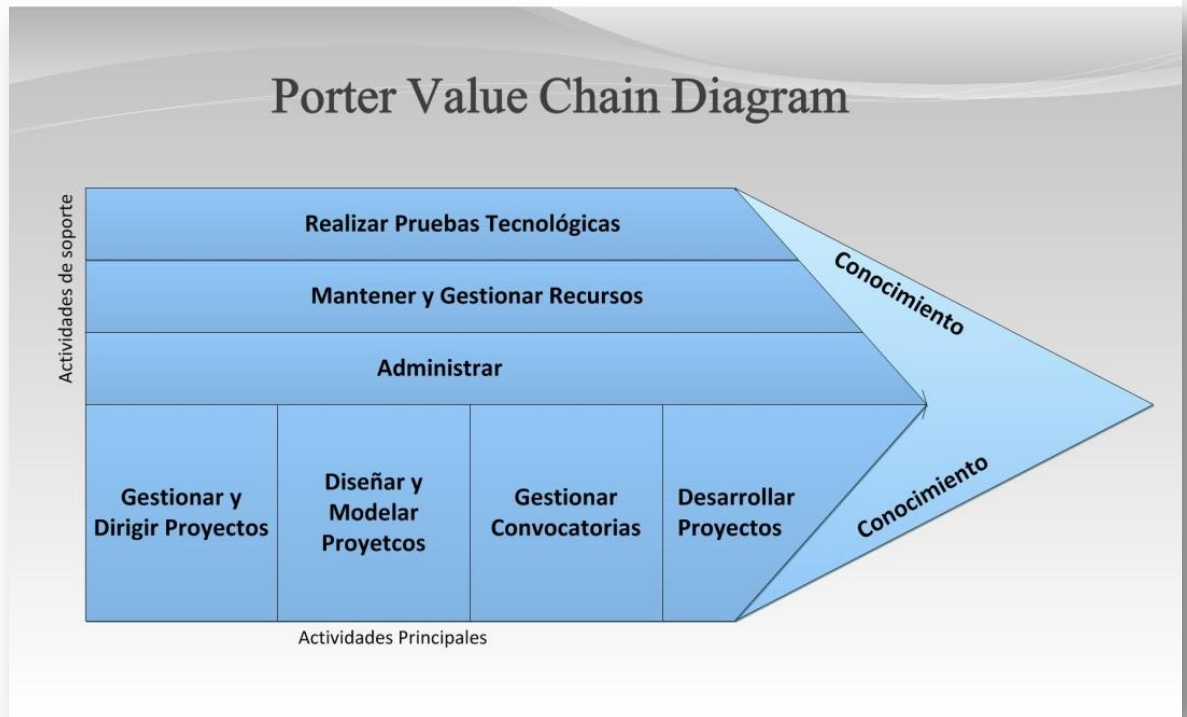 Porter Value Chain Diagram
Actividades de soporte
Realizar Pruebas Tecnológicas
Mantener y Gestionar Recursos
Administrar
Gestionar y
Dirigir Proyectos
Diseñar y
Modelar
Proyetcos
Gestionar
Convocatorias
Desarrollar
Proyectos
Conocimiento
Conocimiento
Actividades Principales